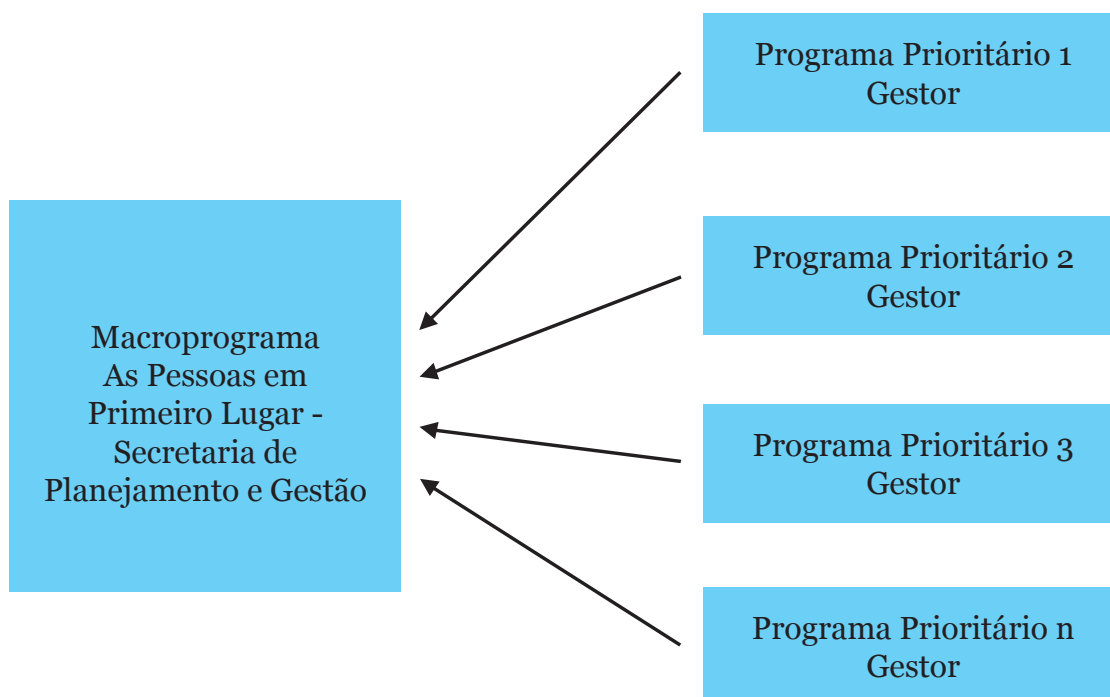 Programa Prioritário 1
Gestor
Programa Prioritário 2
Gestor
Macroprograma
As Pessoas em
Primeiro Lugar -
Secretaria de
Planejamento e Gestão
Programa Prioritário 3
Gestor
Programa Prioritário n
Gestor